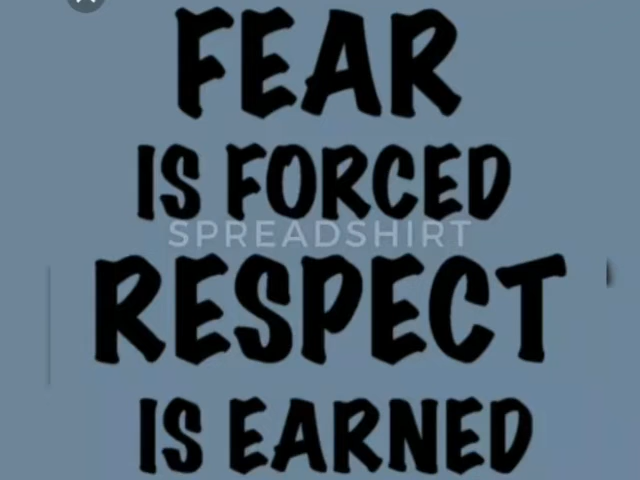 FEAR
IS FORCED
SPREADSHIRT
RESPECT
IS EARNED